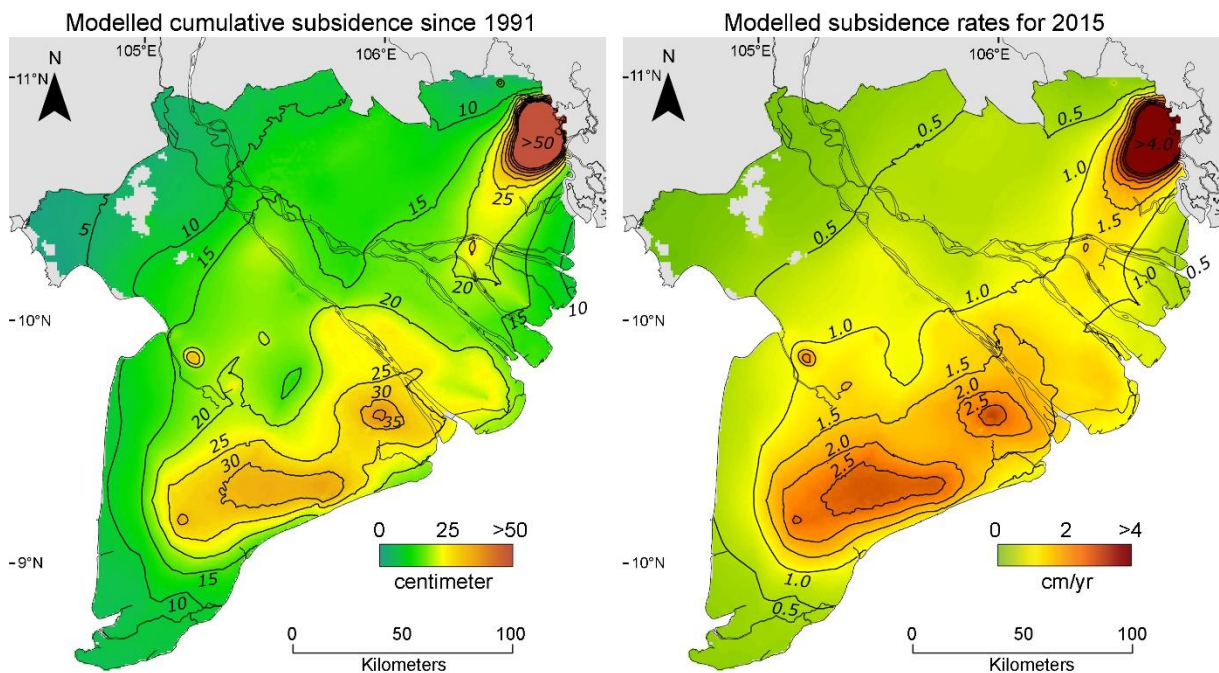 Modelled cumulative subsidence since 1991
105°E
106°E
N
11°N
10
>50
25
15
5
10
15
20
10
15
10°N
20
25
30
35
20
25
30
0
25
>50
centimeter
9°N
15
10
0
50
100
Kilometers
Modelled subsidence rates for 2015
105°E
106°E
N
11°N
0.5
0.5
>4.0
1.0
1.5
0.5
1.0
0.5
10°N
1.0
1.0
1.5
2.0
2.5
1.5
2.0
2.5
0
2
>4
cm/yr
10°N
1.0
0.5
0
50
100
Kilometers